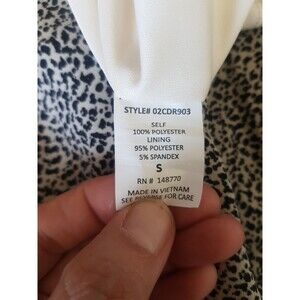 STYLE# 02CDR903
SELF
100% POLYESTER
LINING
95% POLYESTER
5% SPANDEX
S
RN # 148770
MADE IN VIETNAM
SEE REVERSE FOR CARE